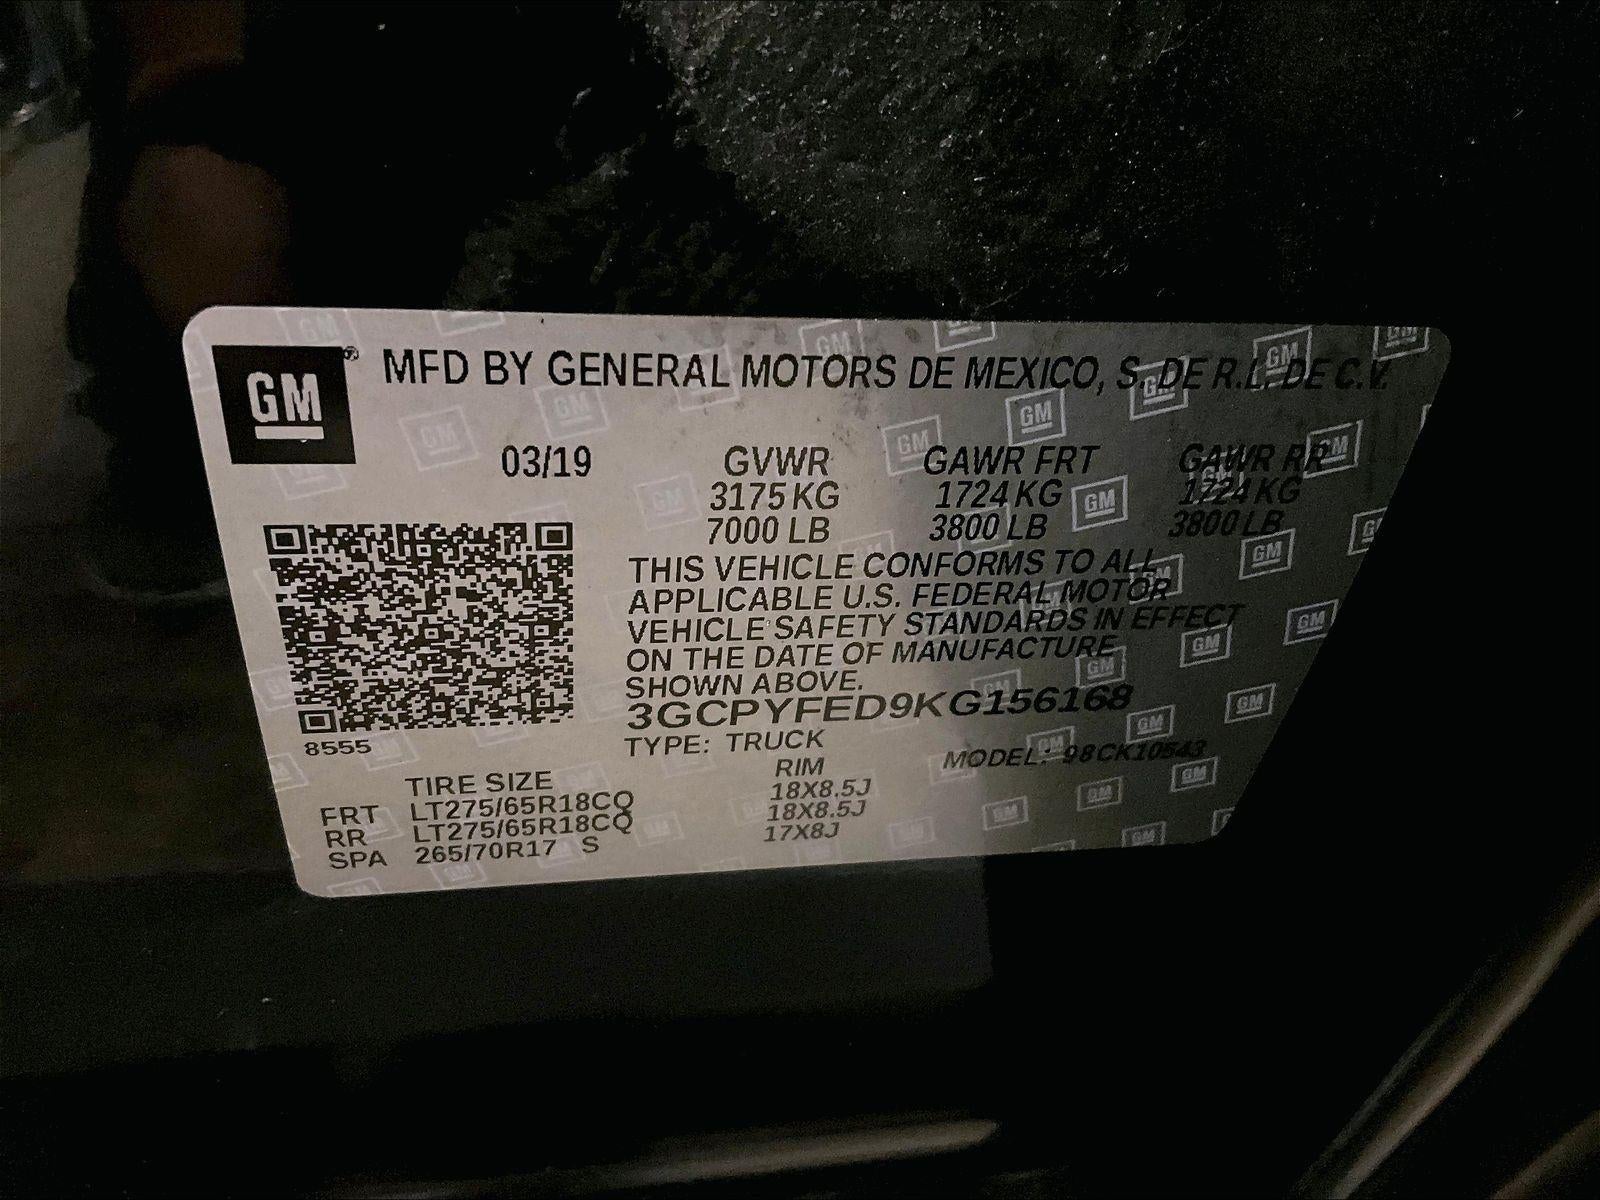 GM ® MFD BY GENERAL MOTORS DE MEXICO, S. DE R.L. DE C.V.
03/19 GVWR GAWR FRT GAWR RR
3175 KG 1724 KG 1724 KG
7000 LB 3800 LB 3800 LB
THIS VEHICLE CONFORMS TO ALL
APPLICABLE U.S. FEDERAL MOTOR
VEHICLE SAFETY STANDARDS IN EFFECT
ON THE DATE OF MANUFACTURE
SHOWN ABOVE.
3GCPYFED9KG156168
8555 TYPE: TRUCK MODEL: 98CK10543
TIRE SIZE RIM
FRT LT275/65R18CQ 18X8.5J
RR LT275/65R18CQ 18X8.5J
SPA 265/70R17 S 17X8J